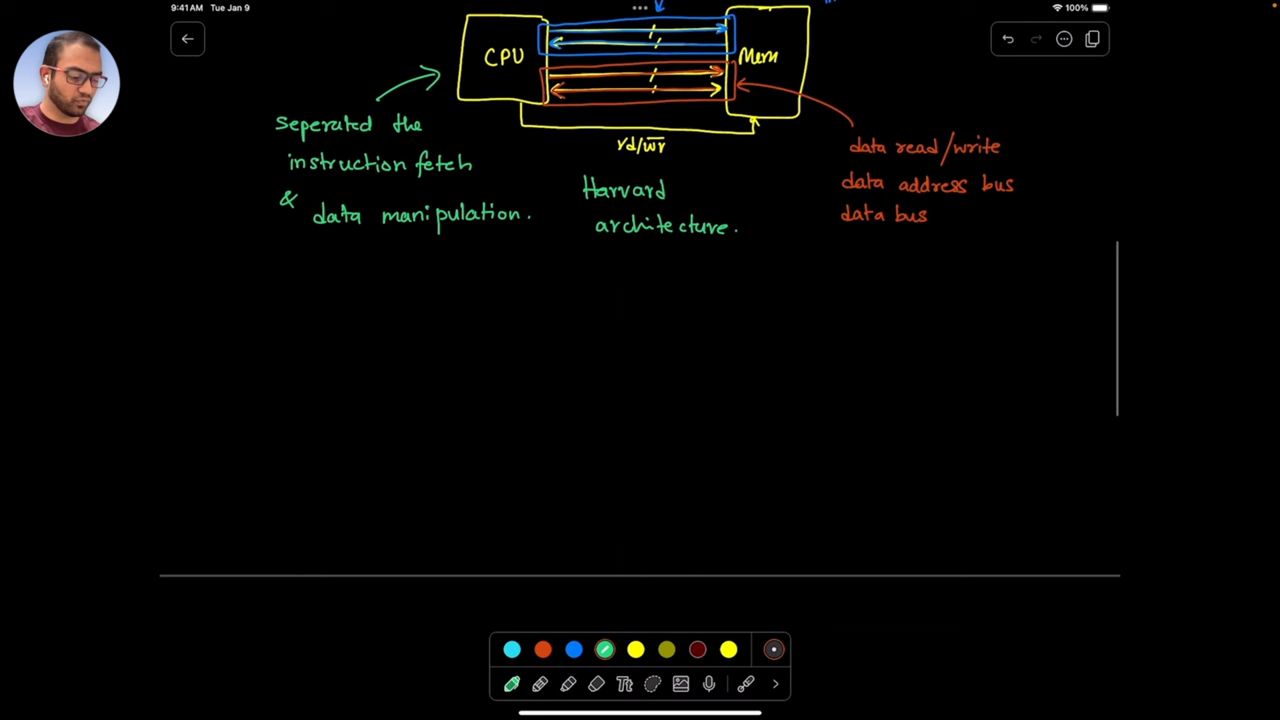 9:41 AM Tue Jan 9
100%
CPU
Mem
rd/w̅r̅
Seperated the
instruction fetch
& data manipulation.
Harvard
architecture.
data read/write
data address bus
data bus
Tt